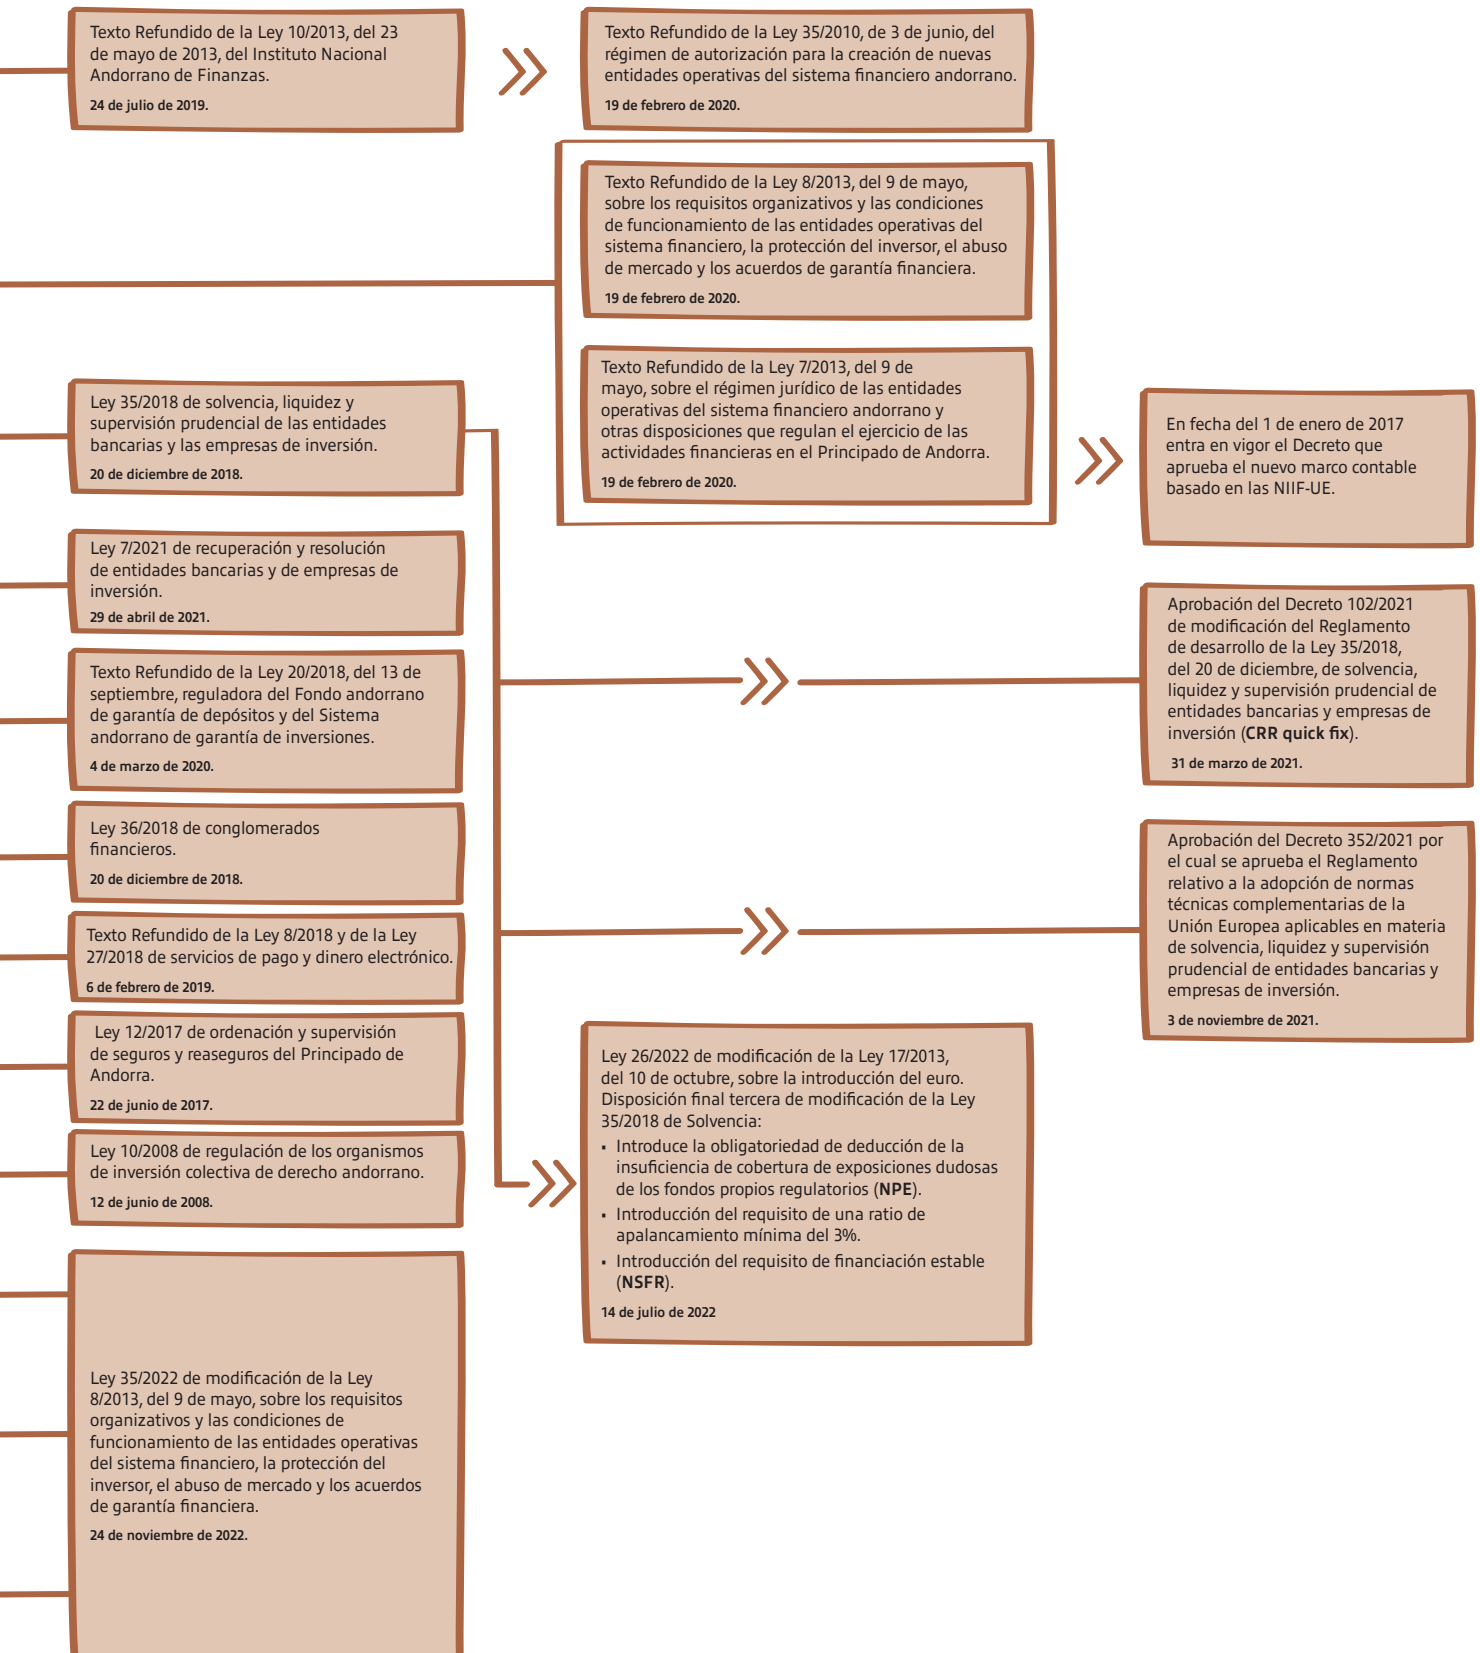 Texto Refundido de la Ley 10/2013, del 23
de mayo de 2013, del Instituto Nacional
Andorrano de Finanzas.
24 de julio de 2019.
Texto Refundido de la Ley 35/2010, de 3 de junio, del
régimen de autorización para la creación de nuevas
entidades operativas del sistema financiero andorrano.
19 de febrero de 2020.
Texto Refundido de la Ley 8/2013, del 9 de mayo,
sobre los requisitos organizativos y las condiciones
de funcionamiento de las entidades operativas del
sistema financiero, la protección del inversor, el abuso
de mercado y los acuerdos de garantía financiera.
19 de febrero de 2020.
Texto Refundido de la Ley 7/2013, del 9 de
mayo, sobre el régimen jurídico de las entidades
operativas del sistema financiero andorrano y
otras disposiciones que regulan el ejercicio de las
actividades financieras en el Principado de Andorra.
19 de febrero de 2020.
En fecha del 1 de enero de 2017
entra en vigor el Decreto que
aprueba el nuevo marco contable
basado en las NIIF-UE.
Ley 35/2018 de solvencia, liquidez y
supervisión prudencial de las entidades
bancarias y las empresas de inversión.
20 de diciembre de 2018.
Ley 7/2021 de recuperación y resolución
de entidades bancarias y de empresas de
inversión.
29 de abril de 2021.
Texto Refundido de la Ley 20/2018, del 13 de
septiembre, reguladora del Fondo andorrano
de garantía de depósitos y del Sistema
andorrano de garantía de inversiones.
4 de marzo de 2020.
Ley 36/2018 de conglomerados
financieros.
20 de diciembre de 2018.
Texto Refundido de la Ley 8/2018 y de la Ley
27/2018 de servicios de pago y dinero electrónico.
6 de febrero de 2019.
Ley 12/2017 de ordenación y supervisión
de seguros y reaseguros del Principado de
Andorra.
22 de junio de 2017.
Ley 10/2008 de regulación de los organismos
de inversión colectiva de derecho andorrano.
12 de junio de 2008.
Ley 35/2022 de modificación de la Ley
8/2013, del 9 de mayo, sobre los requisitos
organizativos y las condiciones de
funcionamiento de las entidades operativas
del sistema financiero, la protección del
inversor, el abuso de mercado y los acuerdos
de garantía financiera.
24 de noviembre de 2022.
Aprobación del Decreto 102/2021
de modificación del Reglamento
de desarrollo de la Ley 35/2018,
del 20 de diciembre, de solvencia,
liquidez y supervisión prudencial de
entidades bancarias y empresas de
inversión (CRR quick fix).
31 de marzo de 2021.
Aprobación del Decreto 352/2021 por
el cual se aprueba el Reglamento
relativo a la adopción de normas
técnicas complementarias de la
Unión Europea aplicables en materia
de solvencia, liquidez y supervisión
prudencial de entidades bancarias y
empresas de inversión.
3 de noviembre de 2021.
Ley 26/2022 de modificación de la Ley 17/2013,
del 10 de octubre, sobre la introducción del euro.
Disposición final tercera de modificación de la Ley
35/2018 de Solvencia:
• Introduce la obligatoriedad de deducción de la
insuficiencia de cobertura de exposiciones dudosas
de los fondos propios regulatorios (NPE).
• Introducción del requisito de una ratio de
apalancamiento mínima del 3%.
• Introducción del requisito de financiación estable
(NSFR).
14 de julio de 2022